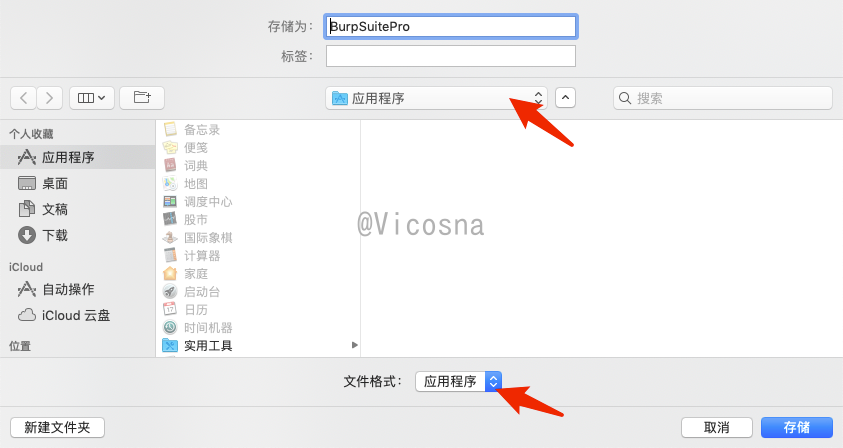 存储为： BurpSuitePro
标签：
应用程序
搜索
个人收藏
应用程序
桌面
文稿
下载
iCloud
自动操作
iCloud 云盘
位置
备忘录
便笺
词典
地图
调度中心
股市
国际象棋
计算器
家庭
启动台
17
日历
时间机器
实用工具
@Vicosna
文件格式： 应用程序
新建文件夹
取消
存储